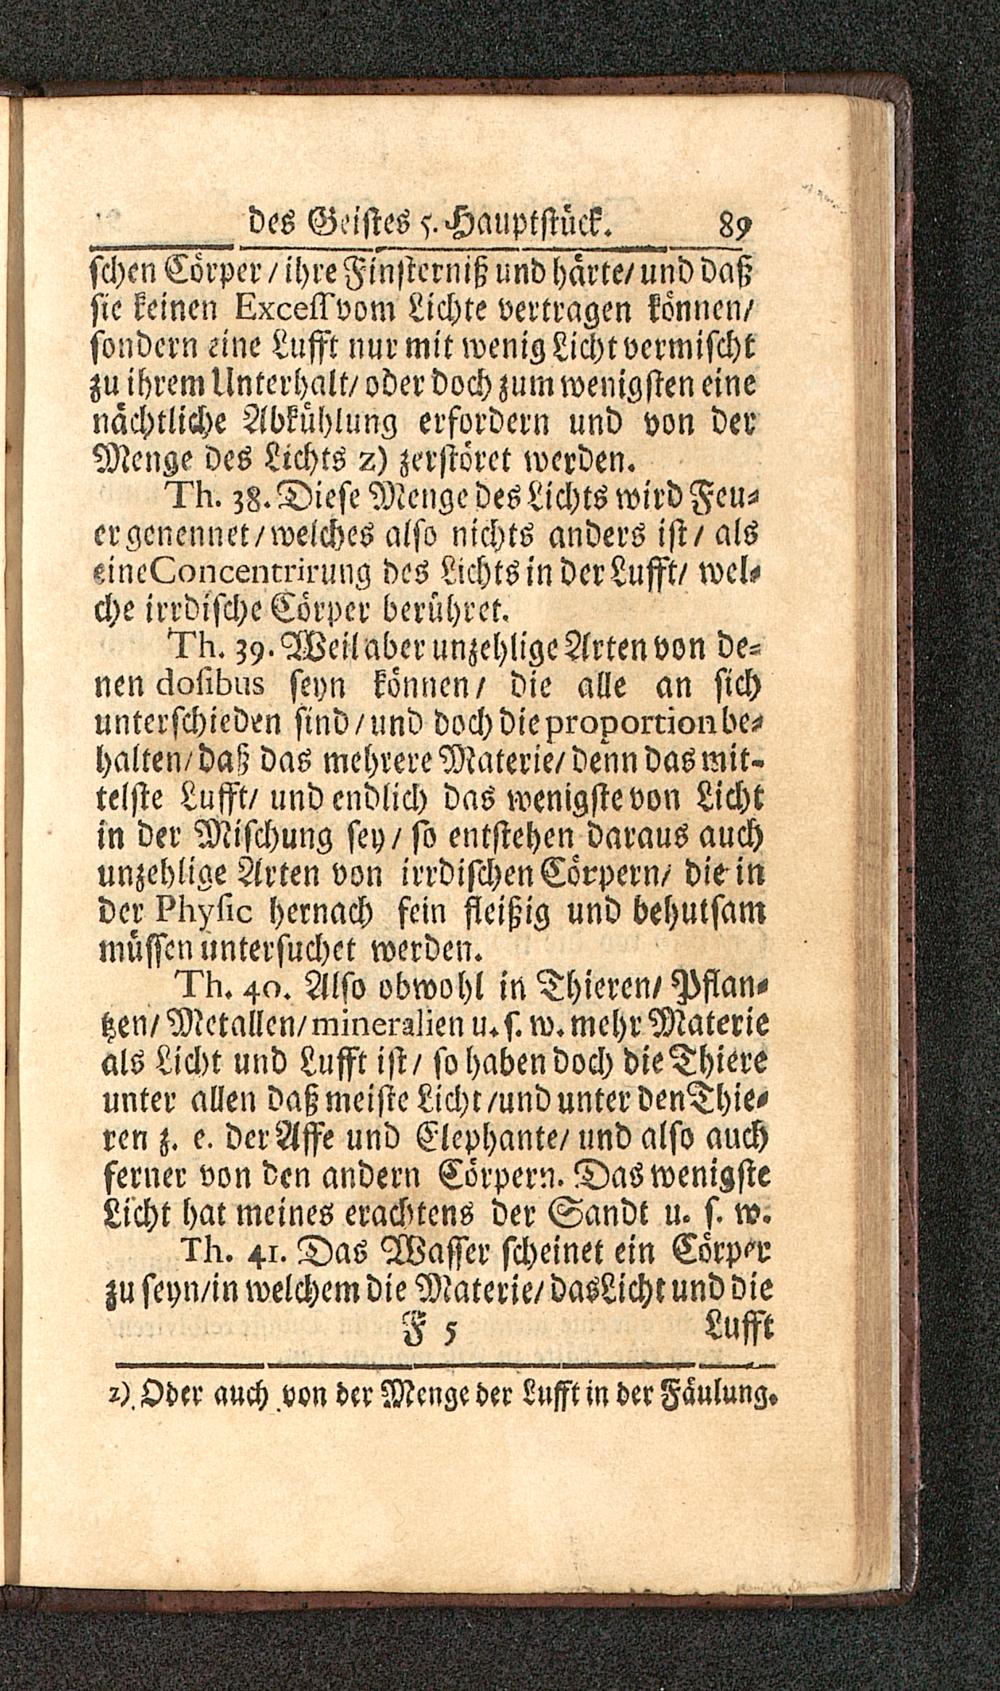 des Geistes 5. Hauptstück. 89
schen Cörper / ihre Finsterniß und härte / und daß
sie keinen Excess vom Lichte vertragen können /
sondern eine Lufft nur mit wenig Licht vermischt
zu ihrem Unterhalt / oder doch zum wenigsten eine
nächtliche Abkühlung erfordern und von der
Menge des Lichts z) zerstöret werden.
Th. 38. Diese Menge des Lichts wird Feu-
er genennet / welches also nichts anders ist / als
eine Concentrirung des Lichts in der Lufft / wel-
che irrdische Cörper berühret.
Th. 39. Weil aber unzehlige Arten von de-
nen dosibus seyn können / die alle an sich
unterschieden sind / und doch die proportion be-
halten / daß das mehrere Materie / denn das mit-
telste Lufft / und endlich das wenigste von Licht
in der Mischung sey / so entstehen daraus auch
unzehlige Arten von irrdischen Cörpern / die in
der Physic hernach fein fleißig und behutsam
müssen untersuchet werden.
Th. 40. Also obwohl in Thieren / Pflan-
tzen / Metallen / mineralien u. s. w. mehr Materie
als Licht und Lufft ist / so haben doch die Thiere
unter allen daß meiste Licht / und unter den Thie-
ren z. e. der Affe und Elephante / und also auch
ferner von den andern Cörpern. Das wenigste
Licht hat meines erachtens der Sandt u. s. w.
Th. 41. Das Wasser scheinet ein Cörper
zu seyn / in welchem die Materie / das Licht und die
F 5 Lufft
z) Oder auch von der Menge der Lufft in der Fäulung.